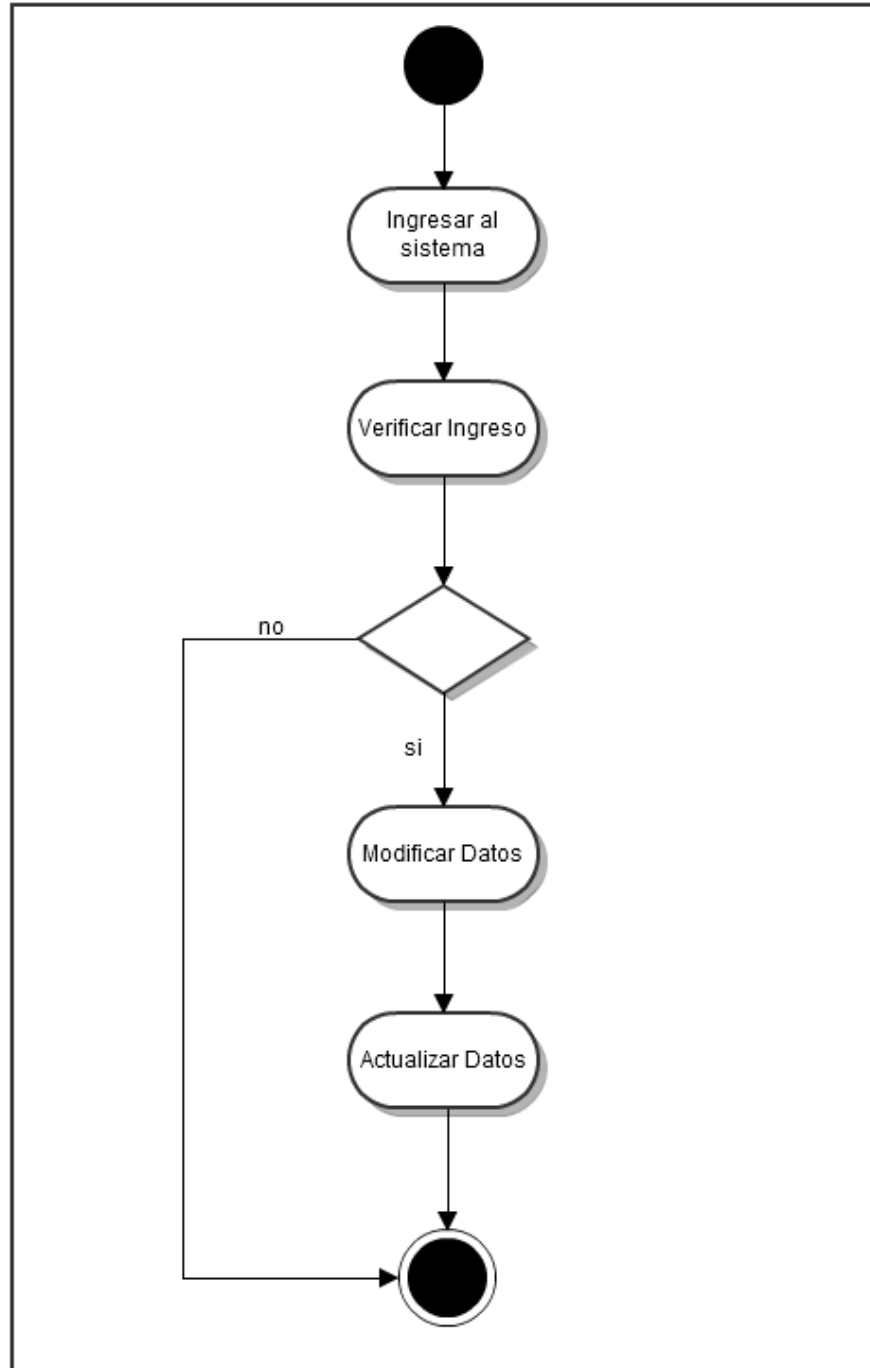 Ingresar al
sistema
Verificar Ingreso
no
si
Modificar Datos
Actualizar Datos